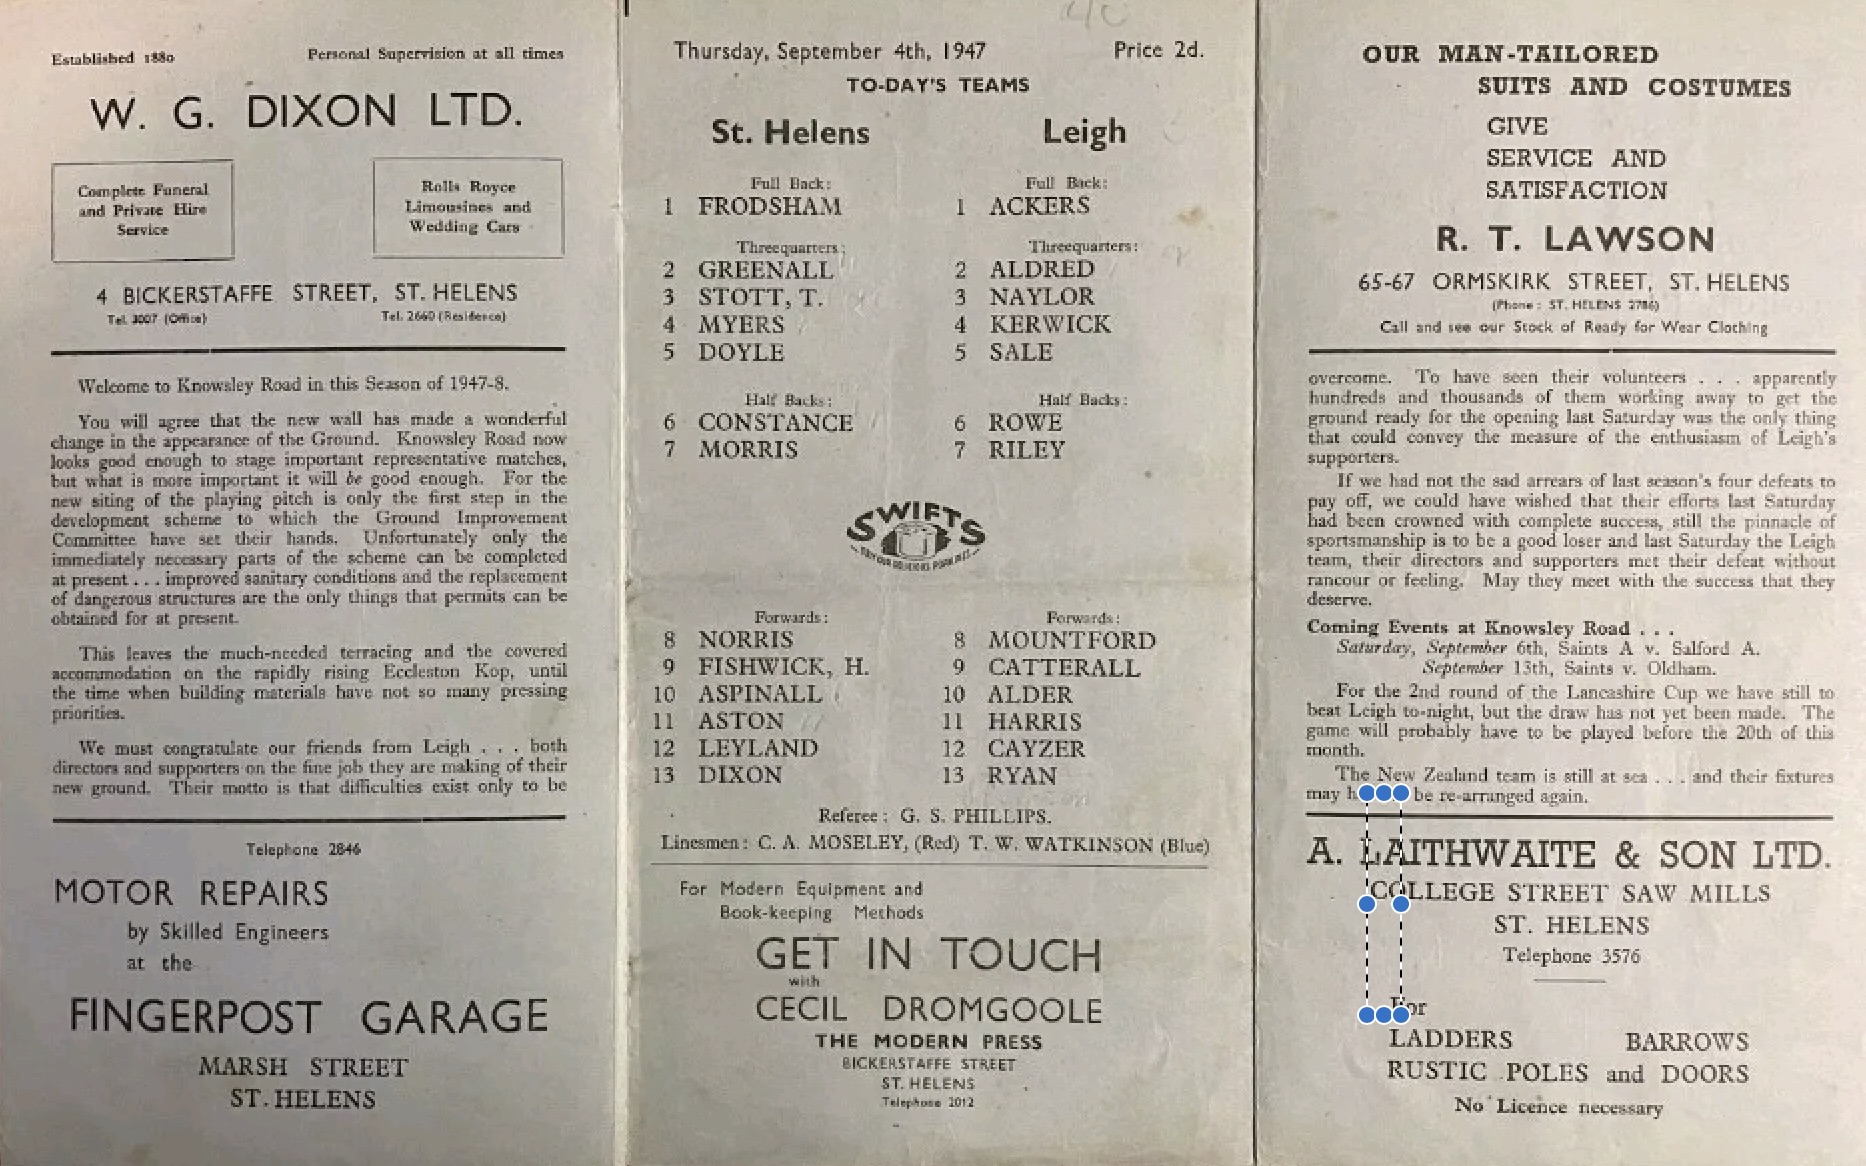 Established 1880 Personal Supervision at all times
W. G. DIXON LTD.
Complete Funeral
and Private Hire
Service
Rolls Royce
Limousines and
Wedding Cars
4 BICKERSTAFFE STREET, ST. HELENS
Tel. 3007 (Office) Tel. 2660 (Residence)
Welcome to Knowsley Road in this Season of 1947-8.
You will agree that the new wall has made a wonderful
change in the appearance of the Ground. Knowsley Road now
looks good enough to stage important representative matches,
but what is more important it will be good enough. For the
new siting of the playing pitch is only the first step in the
development scheme to which the Ground Improvement
Committee have set their hands. Unfortunately only the
immediately necessary parts of the scheme can be completed
at present . . . improved sanitary conditions and the replacement
of dangerous structures are the only things that permits can be
obtained for at present.
This leaves the much-needed terracing and the covered
accommodation on the rapidly rising Eccleston Kop, until
the time when building materials have not so many pressing
priorities.
We must congratulate our friends from Leigh . . . both
directors and supporters on the fine job they are making of their
new ground. Their motto is that difficulties exist only to be
Telephone 2846
MOTOR REPAIRS
by Skilled Engineers
at the
FINGERPOST GARAGE
MARSH STREET
ST. HELENS
Thursday, September 4th, 1947 Price 2d.
TO-DAY'S TEAMS
St. Helens Leigh
Full Back: Full Back:
1 FRODSHAM 1 ACKERS
Threequarters: Threequarters:
2 GREENALL 2 ALDRED
3 STOTT, T. 3 NAYLOR
4 MYERS 4 KERWICK
5 DOYLE 5 SALE
Half Backs: Half Backs:
6 CONSTANCE 6 ROWE
7 MORRIS 7 RILEY
SWIFTS
Forwards: Forwards:
8 NORRIS 8 MOUNTFORD
9 FISHWICK, H. 9 CATTERALL
10 ASPINALL 10 ALDER
11 ASTON 11 HARRIS
12 LEYLAND 12 CAYZER
13 DIXON 13 RYAN
Referee: G. S. PHILLIPS.
Linesmen: C. A. MOSELEY, (Red) T. W. WATKINSON (Blue)
For Modern Equipment and
Book-keeping Methods
GET IN TOUCH
with
CECIL DROMGOOLE
THE MODERN PRESS
BICKERSTAFFE STREET
ST. HELENS
Telephone 2012
OUR MAN-TAILORED
SUITS AND COSTUMES
GIVE
SERVICE AND
SATISFACTION
R. T. LAWSON
65-67 ORMSKIRK STREET, ST. HELENS
(Phone: ST. HELENS 2786)
Call and see our Stock of Ready for Wear Clothing
overcome. To have seen their volunteers . . . apparently
hundreds and thousands of them working away to get the
ground ready for the opening last Saturday was the only thing
that could convey the measure of the enthusiasm of Leigh's
supporters.
If we had not the sad arrears of last season's four defeats to
pay off, we could have wished that their efforts last Saturday
had been crowned with complete success, still the pinnacle of
sportsmanship is to be a good loser and last Saturday the Leigh
team, their directors and supporters met their defeat without
rancour or feeling. May they meet with the success that they
deserve.
Coming Events at Knowsley Road . . .
Saturday, September 6th, Saints A v. Salford A.
September 13th, Saints v. Oldham.
For the 2nd round of the Lancashire Cup we have still to
beat Leigh to-night, but the draw has not yet been made. The
game will probably have to be played before the 20th of this
month.
The New Zealand team is still at sea . . . and their fixtures
may be re-arranged again.
A. LAITHWAITE & SON LTD.
COLLEGE STREET SAW MILLS
ST. HELENS
Telephone 3576
For
LADDERS BARROWS
RUSTIC POLES and DOORS
No Licence necessary